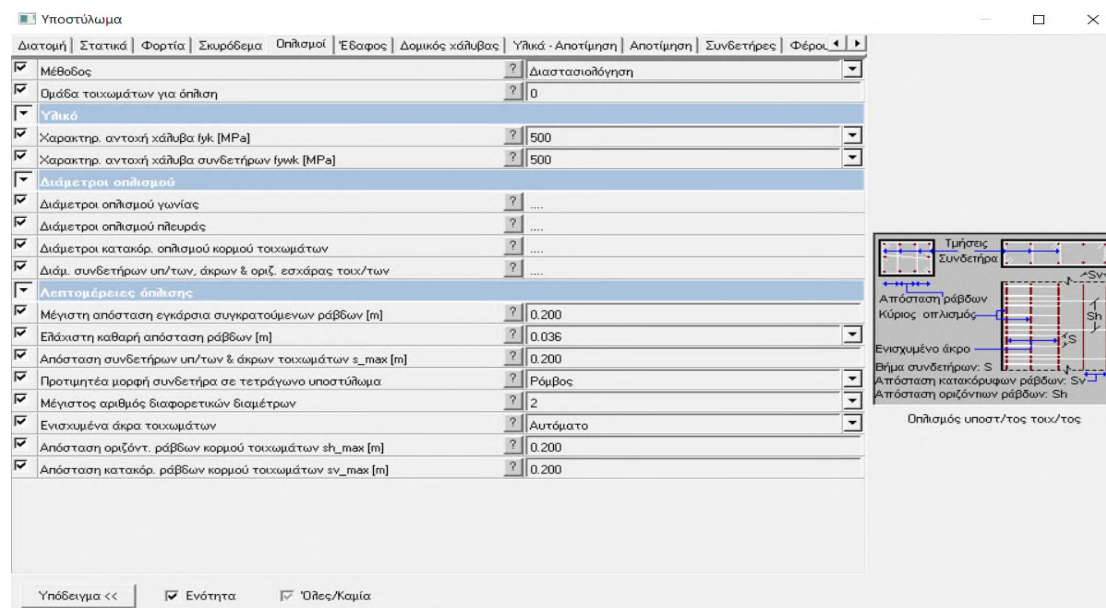 Υποστύλωμα
Διατομή Στατικά Φορτία Σκυρόδεμα Οπλισμοί Έδαφος Δομικός χάλυβας Υλικά - Αποτίμηση Αποτίμηση Συνδετήρες Φέρου
Μέθοδος ? Διαστασιολόγηση
Ομάδα τοιχωμάτων για όπλιση ? 0
Υλικό
Χαρακτηρ. αντοχή χάλυβα fyk [MPa] ? 500
Χαρακτηρ. αντοχή χάλυβα συνδετήρων fywk [MPa] ? 500
Διάμετροι οπλισμού
Διάμετροι οπλισμού γωνίας ? ....
Διάμετροι οπλισμού πλευράς ? ....
Διάμετροι κατακόρ. οπλισμού κορμού τοιχωμάτων ? ....
Διάμ. συνδετήρων υπ/των, άκρων & οριζ. εσχάρας τοιχ/των ? ....
Λεπτομέρειες όπλισης
Μέγιστη απόσταση εγκάρσια συγκρατούμενων ράβδων [m] ? 0.200
Ελάχιστη καθαρή απόσταση ράβδων [m] ? 0.036
Απόσταση συνδετήρων υπ/των & άκρων τοιχωμάτων s_max [m] ? 0.200
Προτιμητέα μορφή συνδετήρα σε τετράγωνο υποστύλωμα ? Ρόμβος
Μέγιστος αριθμός διαφορετικών διαμέτρων ? 2
Ενισχυμένα άκρα τοιχωμάτων ? Αυτόματο
Απόσταση οριζόντ. ράβδων κορμού τοιχωμάτων sh_max [m] ? 0.200
Απόσταση κατακόρ. ράβδων κορμού τοιχωμάτων sv_max [m] ? 0.200
Τμήσεις
Συνδετήρα
Sv
Απόσταση ράβδων
Κύριος οπλισμός
Sh
S
Ενισχυμένο άκρο
Βήμα συνδετήρων: S
Απόσταση κατακόρυφων ράβδων: Sv
Απόσταση οριζόντιων ράβδων: Sh
Οπλισμός υποστ/τος τοιχ/τος
Υπόδειγμα << Ενότητα Όλες/Καμία